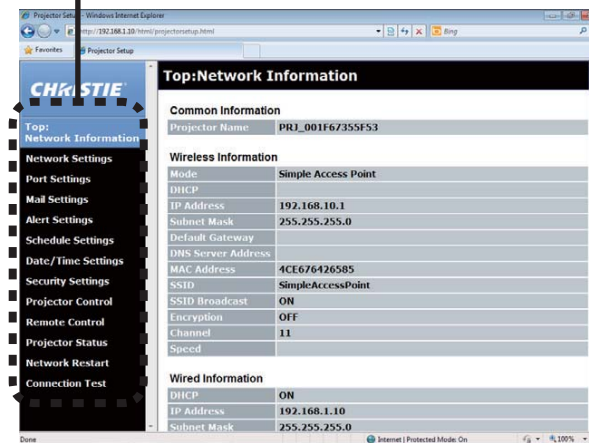 Projector Setup - Windows Internet Explorer
http://192.168.1.10/html/projectorsetup.html
Bing
Favorites
Projector Setup
CHRISTIE
Top:
Network Information
Network Settings
Port Settings
Mail Settings
Alert Settings
Schedule Settings
Date/Time Settings
Security Settings
Projector Control
Remote Control
Projector Status
Network Restart
Connection Test
Top:Network Information
Common Information
Projector Name PRJ_001F67355F53
Wireless Information
Mode Simple Access Point
DHCP
IP Address 192.168.10.1
Subnet Mask 255.255.255.0
Default Gateway
DNS Server Address
MAC Address 4CE676426585
SSID SimpleAccessPoint
SSID Broadcast ON
Encryption OFF
Channel 11
Speed
Wired Information
DHCP ON
IP Address 192.168.1.10
Subnet Mask 255.255.255.0
Done
Internet | Protected Mode: On
100%